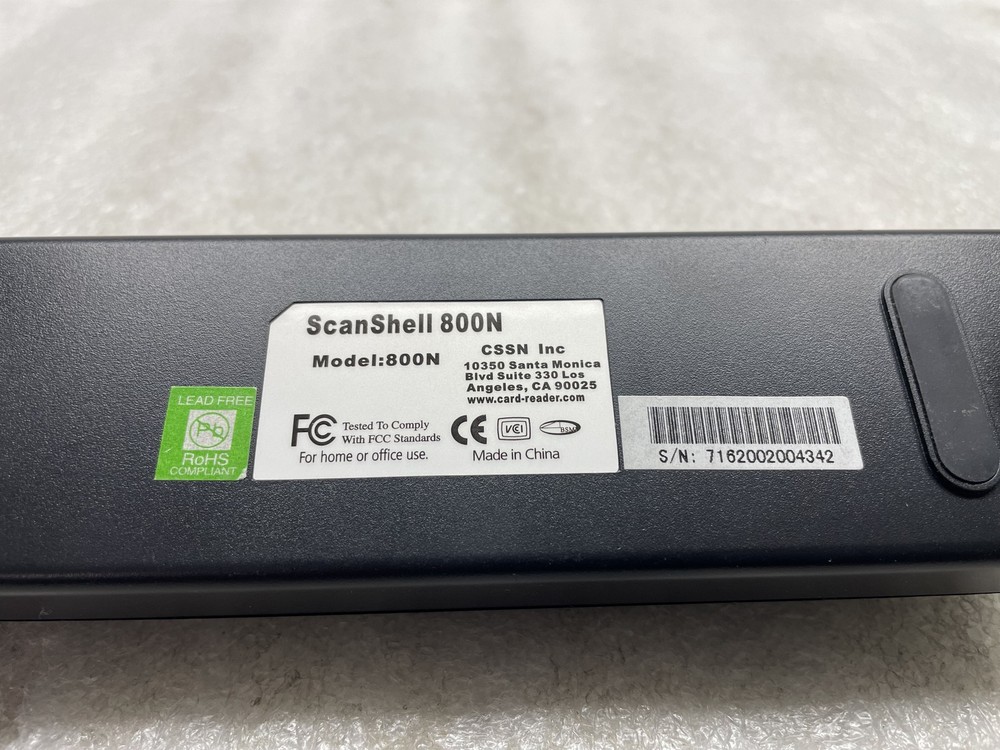 ScanShell 800N
Model:800N
CSSN Inc
10350 Santa Monica
Blvd Suite 330 Los
Angeles, CA 90025
www.card-reader.com
FC Tested To Comply
With FCC Standards
For home or office use.
CE VCI BSMI
Made in China
LEAD FREE
Pb
RoHS
COMPLIANT
S/N: 7162002004342